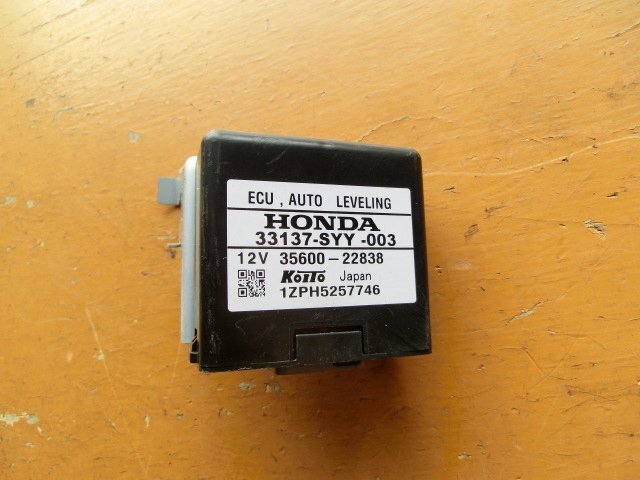 ECU , AUTO LEVELING
HONDA
33137-SYY -003
12V 35600-22838
KOITO Japan
1ZPH5257746